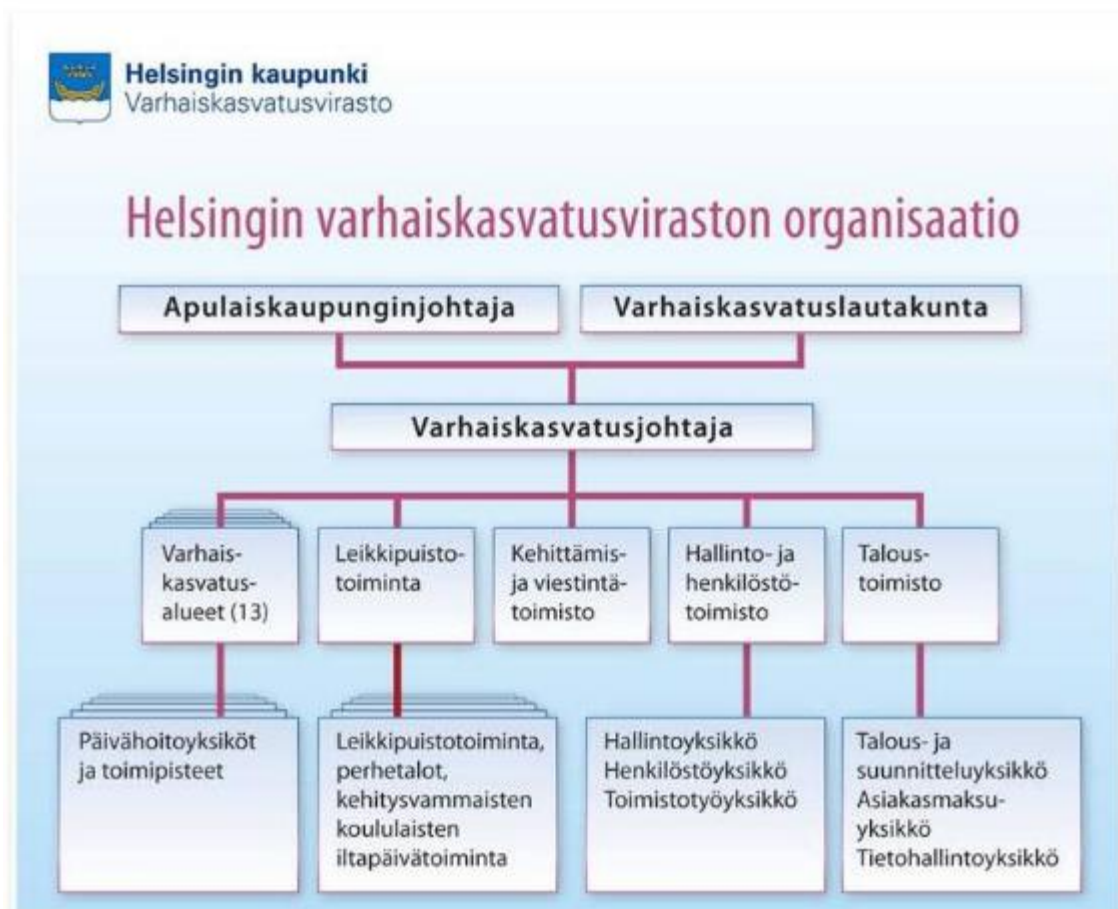 Helsingin kaupunki
Varhaiskasvatusvirasto
Helsingin varhaiskasvatusviraston organisaatio
Apulaiskaupunginjohtaja
Varhaiskasvatuslautakunta
Varhaiskasvatusjohtaja
Varhais-
kasvatus-
alueet (13)
Leikkipuisto-
toiminta
Kehittämis-
ja viestintä-
toimisto
Hallinto- ja
henkilöstö-
toimisto
Talous-
toimisto
Päivähoitoyksiköt
ja toimipisteet
Leikkipuistotoiminta,
perhetalot,
kehitysvammaisten
koululaisten
iltapäivätoiminta
Hallintoyksikkö
Henkilöstöyksikkö
Toimistotyöyksikkö
Talous- ja
suunnitteluyksikkö
Asiakasmaksu-
yksikkö
Tietohallintoyksikkö